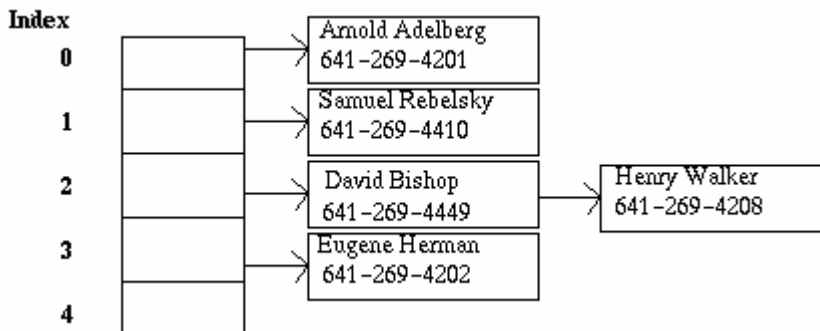 Index
0
Arnold Adelberg
641-269-4201
1
Samuel Rebelsky
641-269-4410
2
David Bishop
641-269-4449
Henry Walker
641-269-4208
3
Eugene Herman
641-269-4202
4